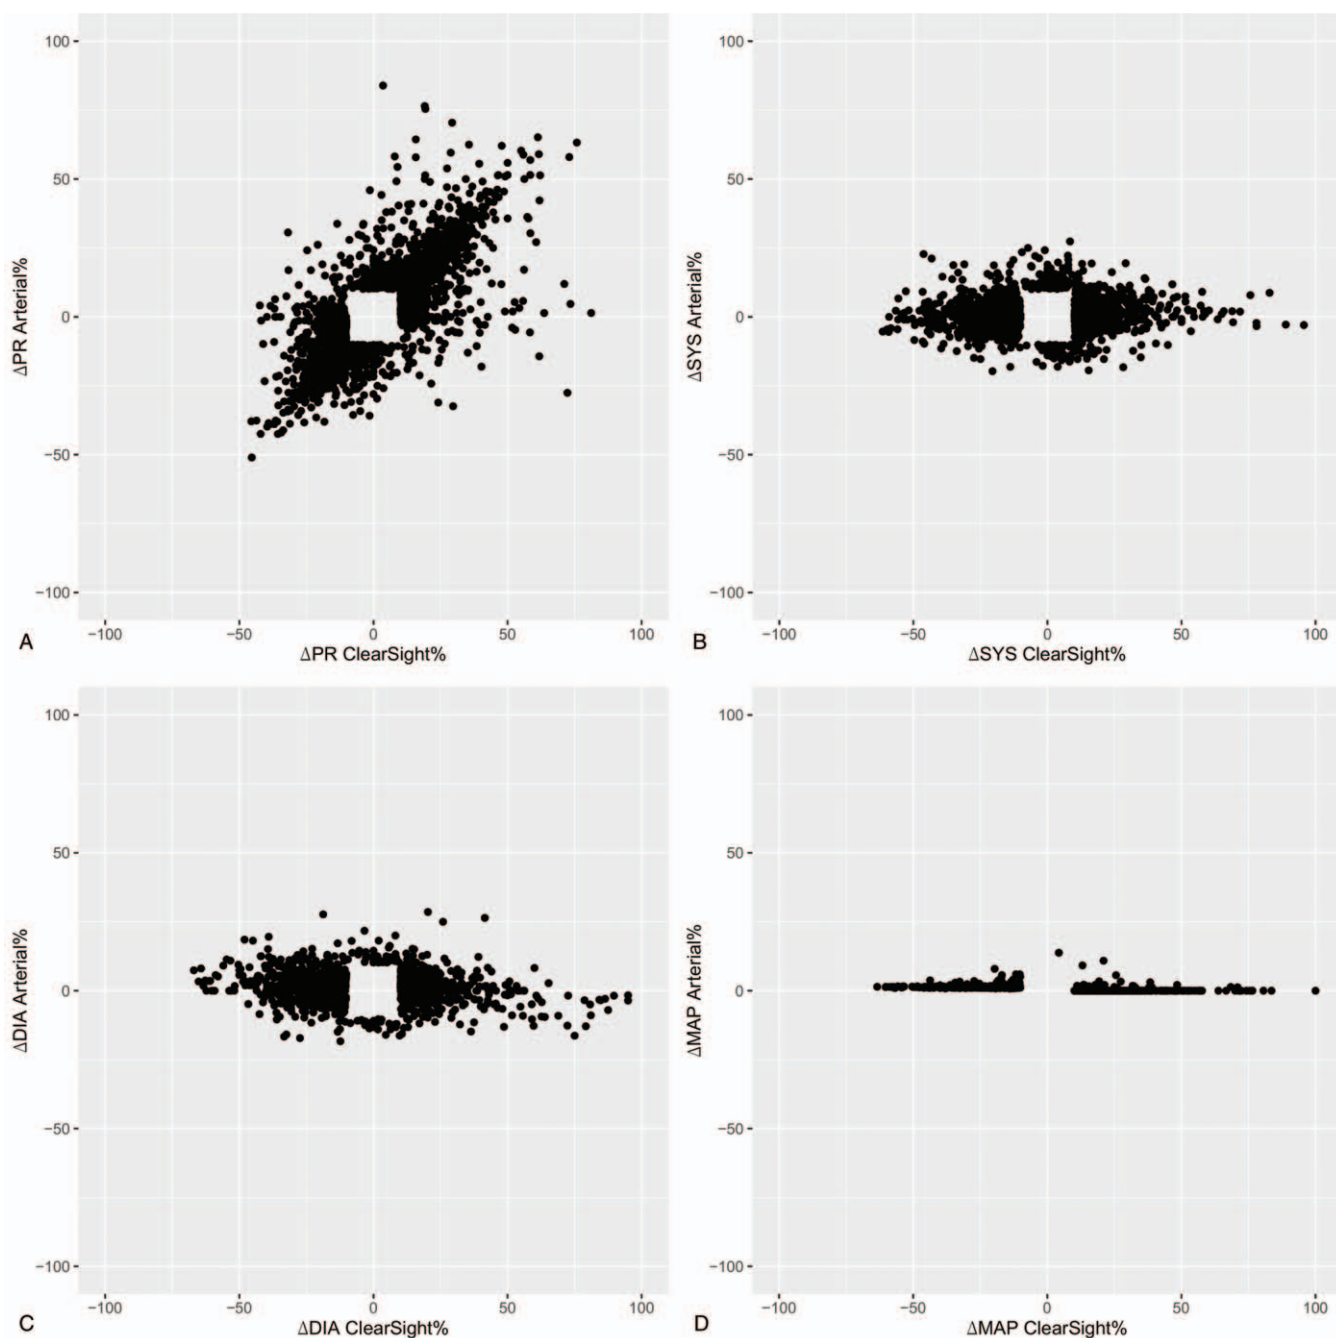 100
50
0
−50
−100
ΔPR Arterial%
−100 −50 0 50 100
ΔPR ClearSight%
A
100
50
0
−50
−100
ΔSYS Arterial%
−100 −50 0 50 100
ΔSYS ClearSight%
B
100
50
0
−50
−100
ΔDIA Arterial%
−100 −50 0 50 100
ΔDIA ClearSight%
C
100
50
0
−50
−100
ΔMAP Arterial%
−100 −50 0 50 100
ΔMAP ClearSight%
D